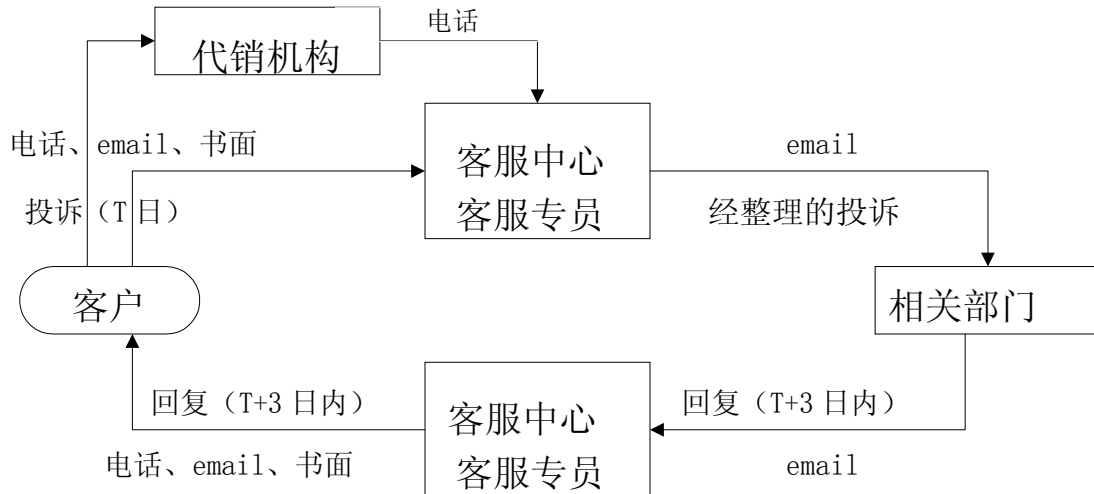 电话
代销机构
电话、email、书面
客服中心
客服专员
email
投诉（T 日）
经整理的投诉
客户
相关部门
回复（T+3 日内）
客服中心
客服专员
回复（T+3 日内）
电话、email、书面
email